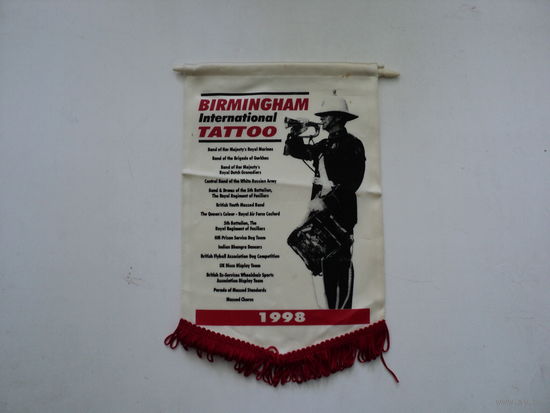 BIRMINGHAM
International
TATTOO
Band of Her Majesty's Royal Marines
Band of the Brigade of Gurkhas
Band of Her Majesty's
Royal Dutch Grenadiers
Central Band of the White Russian Army
Band & Drums of the 5th Battalion,
The Royal Regiment of Fusiliers
British Youth Massed Band
The Queen's Colour - Royal Air Force Cosford
5th Battalion, The
Royal Regiment of Fusiliers
HM Prison Service Dog Team
Indian Bhangra Dancers
British Flyball Association Dog Competition
UK Display Team
British Ex-Services Wheelchair Sports
Association Display Team
Parade of Massed Standards
Massed Chorus
1998